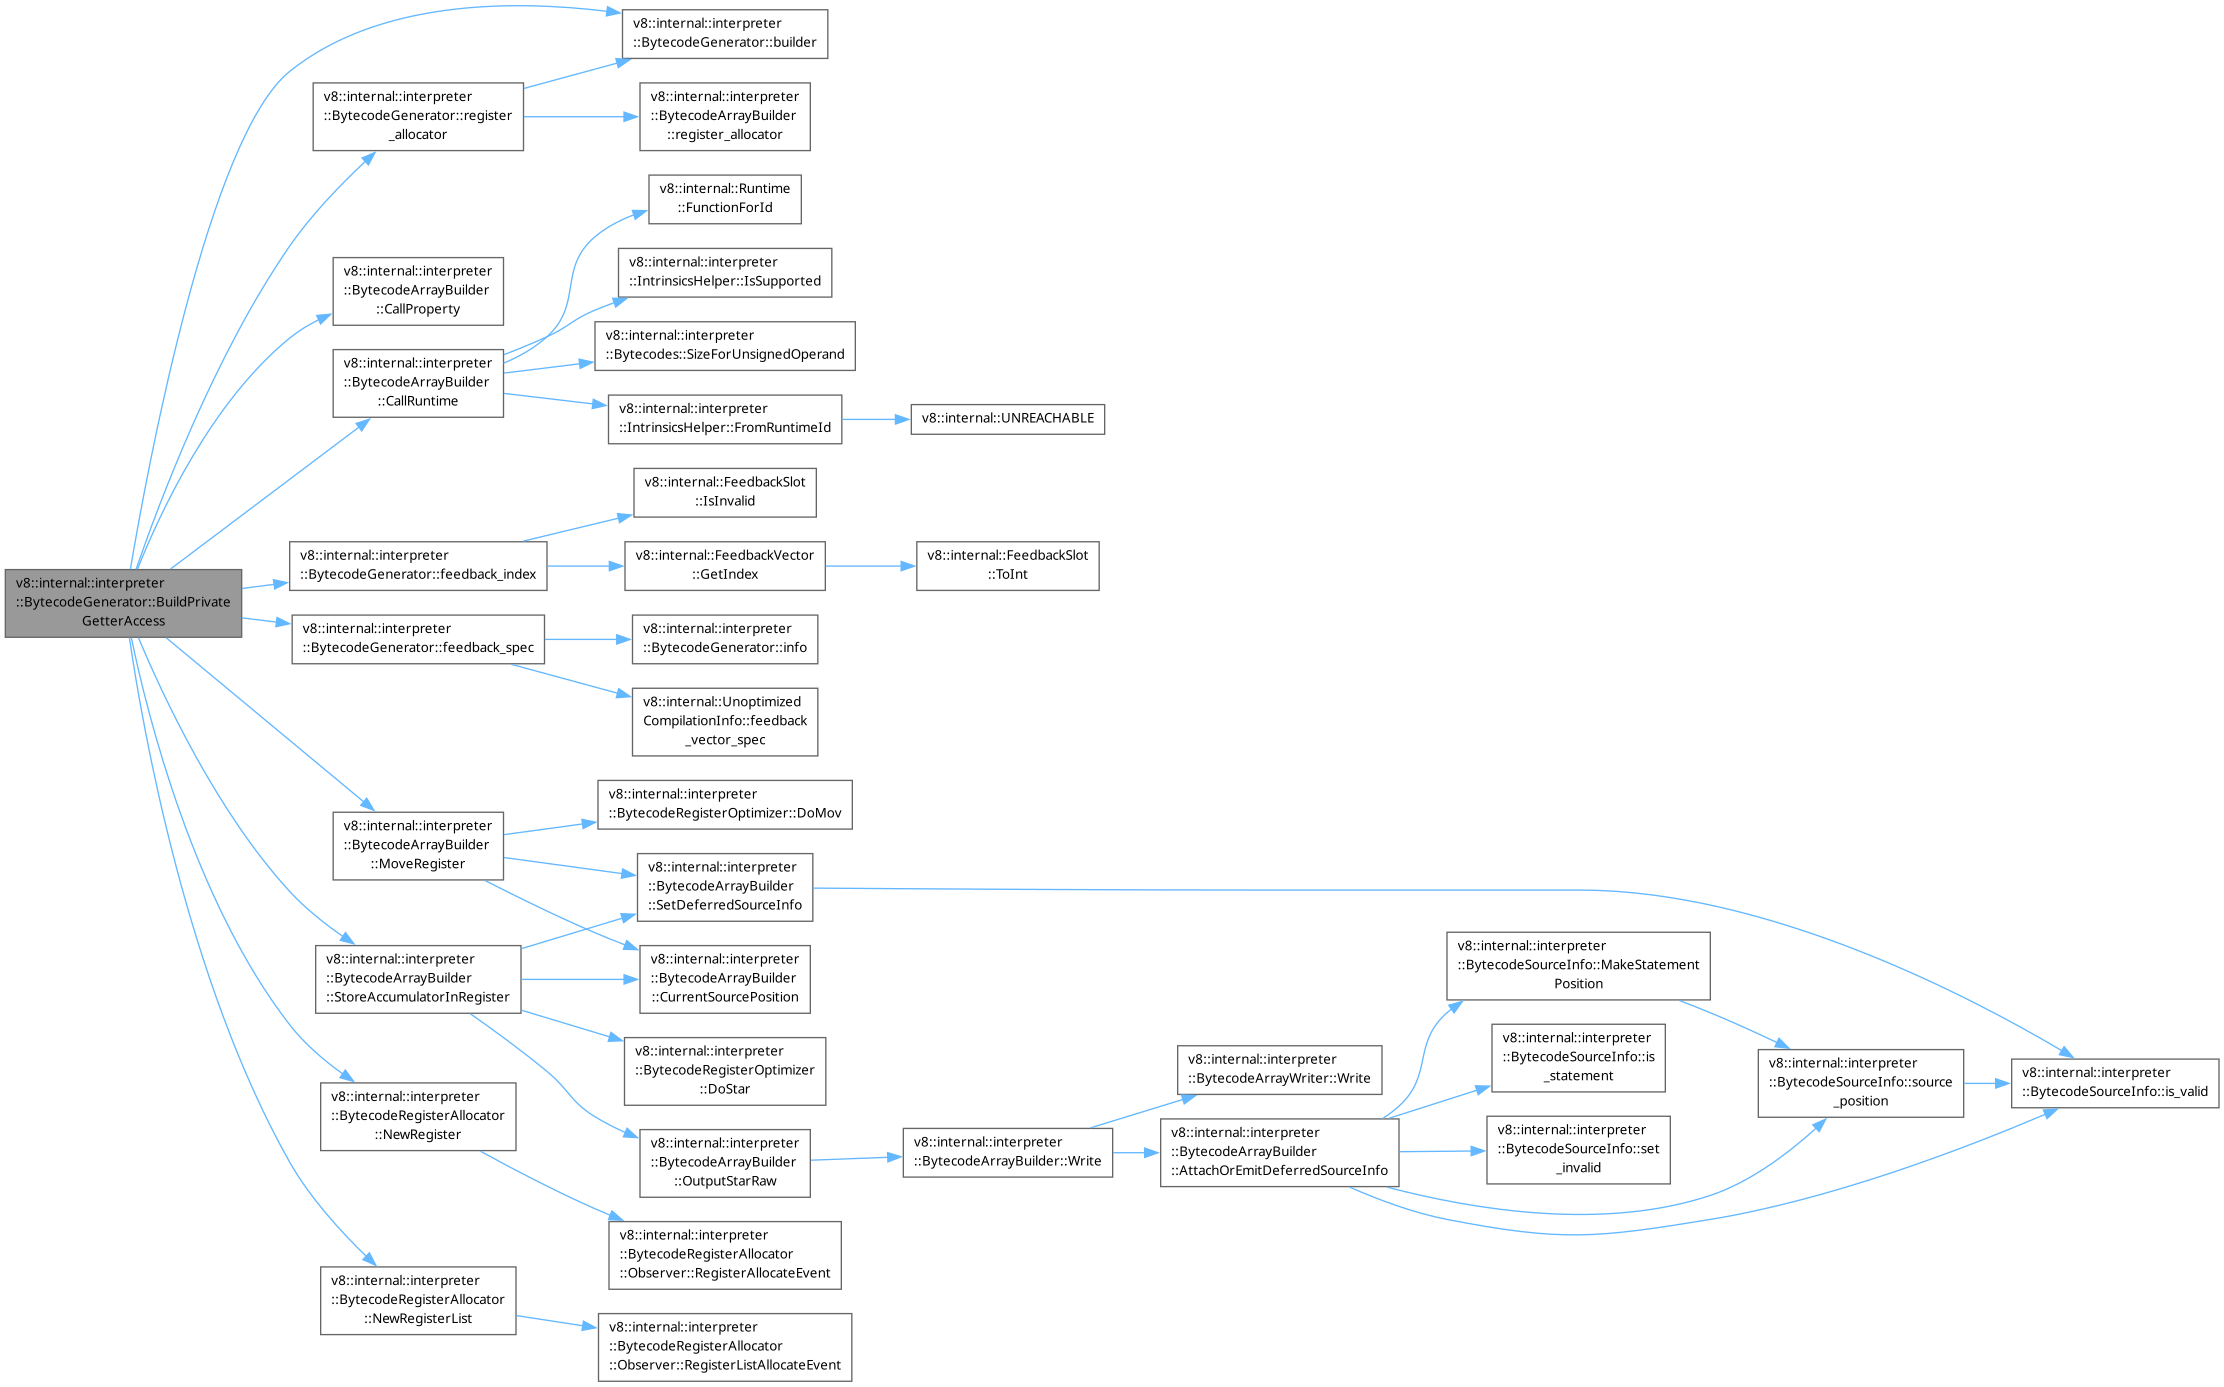 v8::internal::interpreter
::BytecodeGenerator::BuildPrivate
GetterAccess
v8::internal::interpreter
::BytecodeGenerator::builder
v8::internal::interpreter
::BytecodeGenerator::register
_allocator
v8::internal::interpreter
::BytecodeArrayBuilder
::register_allocator
v8::internal::interpreter
::BytecodeArrayBuilder
::CallProperty
v8::internal::interpreter
::BytecodeArrayBuilder
::CallRuntime
v8::internal::Runtime
::FunctionForId
v8::internal::interpreter
::IntrinsicsHelper::IsSupported
v8::internal::interpreter
::Bytecodes::SizeForUnsignedOperand
v8::internal::interpreter
::IntrinsicsHelper::FromRuntimeId
v8::internal::UNREACHABLE
v8::internal::interpreter
::BytecodeGenerator::feedback_index
v8::internal::FeedbackSlot
::IsInvalid
v8::internal::FeedbackVector
::GetIndex
v8::internal::FeedbackSlot
::ToInt
v8::internal::interpreter
::BytecodeGenerator::feedback_spec
v8::internal::interpreter
::BytecodeGenerator::info
v8::internal::Unoptimized
CompilationInfo::feedback
_vector_spec
v8::internal::interpreter
::BytecodeArrayBuilder
::MoveRegister
v8::internal::interpreter
::BytecodeRegisterOptimizer::DoMov
v8::internal::interpreter
::BytecodeArrayBuilder
::SetDeferredSourceInfo
v8::internal::interpreter
::BytecodeArrayBuilder
::CurrentSourcePosition
v8::internal::interpreter
::BytecodeArrayBuilder
::StoreAccumulatorInRegister
v8::internal::interpreter
::BytecodeRegisterOptimizer
::DoStar
v8::internal::interpreter
::BytecodeArrayBuilder
::OutputStarRaw
v8::internal::interpreter
::BytecodeArrayBuilder::Write
v8::internal::interpreter
::BytecodeArrayWriter::Write
v8::internal::interpreter
::BytecodeArrayBuilder
::AttachOrEmitDeferredSourceInfo
v8::internal::interpreter
::BytecodeSourceInfo::MakeStatement
Position
v8::internal::interpreter
::BytecodeSourceInfo::is
_statement
v8::internal::interpreter
::BytecodeSourceInfo::set
_invalid
v8::internal::interpreter
::BytecodeSourceInfo::source
_position
v8::internal::interpreter
::BytecodeSourceInfo::is_valid
v8::internal::interpreter
::BytecodeRegisterAllocator
::NewRegister
v8::internal::interpreter
::BytecodeRegisterAllocator
::Observer::RegisterAllocateEvent
v8::internal::interpreter
::BytecodeRegisterAllocator
::NewRegisterList
v8::internal::interpreter
::BytecodeRegisterAllocator
::Observer::RegisterListAllocateEvent